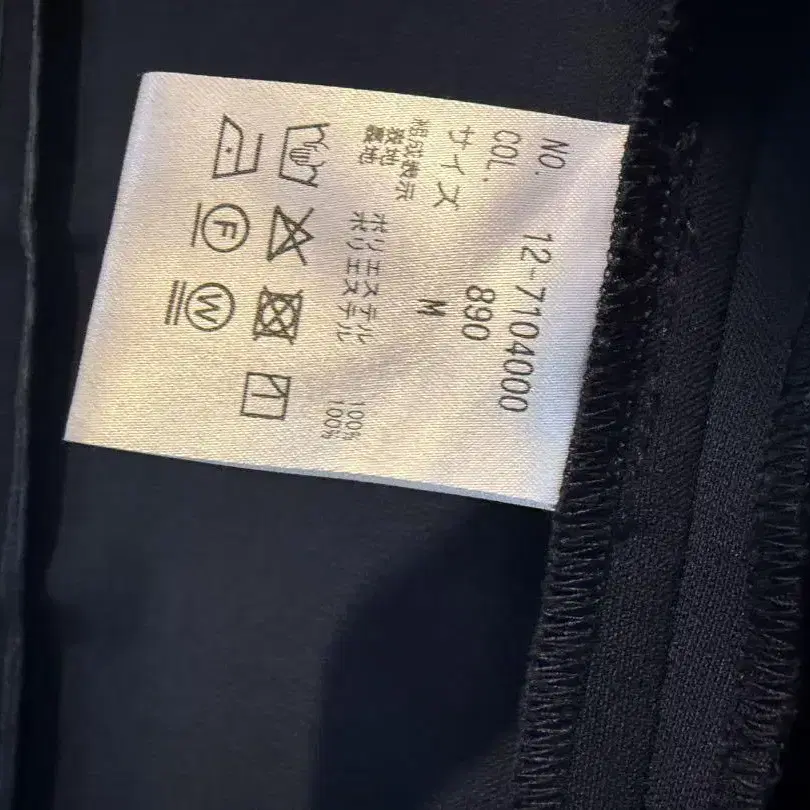 NO. 12-7104000
COL. 890
サイズ M
組成表示
表地 ポリエステル 100%
裏地 ポリエステル 100%
F
W